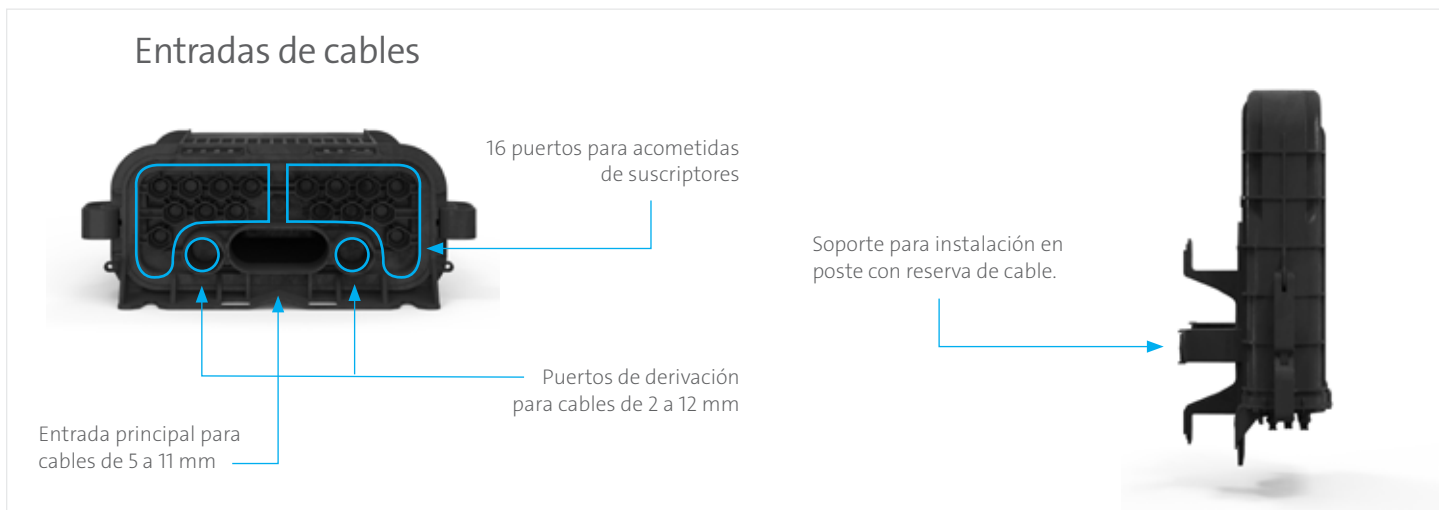 Entradas de cables
16 puertos para acometidas
de suscriptores
Soporte para instalación en
poste con reserva de cable.
Puertos de derivación
para cables de 2 a 12 mm
Entrada principal para
cables de 5 a 11 mm